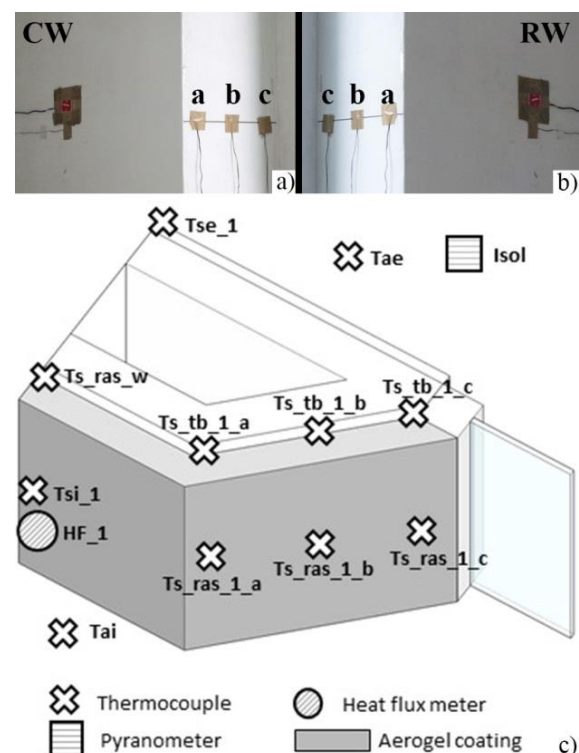 CW
RW
a b c
c b a
a)
b)
Tse_1
Tae
Isol
Ts_ras_w
Ts_tb_1_c
Ts_tb_1_b
Ts_tb_1_a
Tsi_1
HF_1
Ts_ras_1_c
Ts_ras_1_b
Ts_ras_1_a
Tai
Thermocouple
Heat flux meter
Pyranometer
Aerogel coating
c)